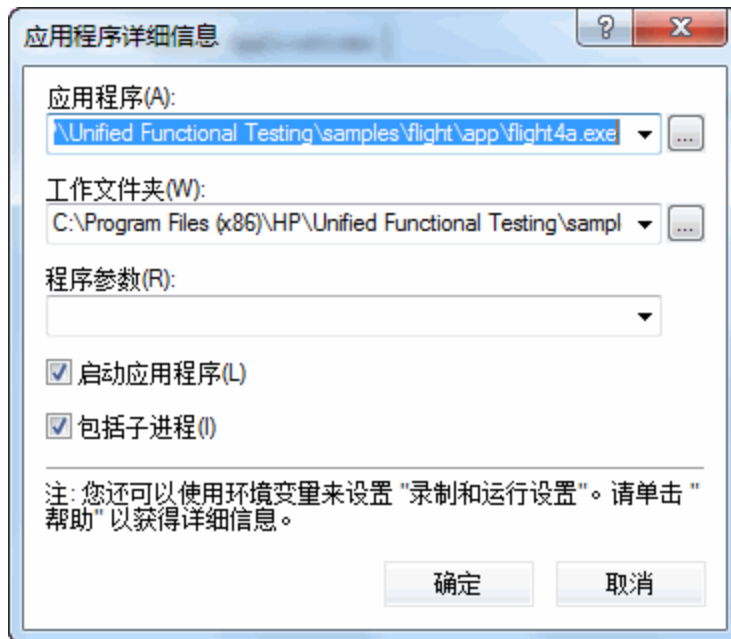 应用程序详细信息
应用程序(A):
\Unified Functional Testing\samples\flight\app\flight4a.exe
...
工作文件夹(W):
C:\Program Files (x86)\HP\Unified Functional Testing\sampl
...
程序参数(R):
启动应用程序(L)
包括子进程(I)
注: 您还可以使用环境变量来设置 "录制和运行设置"。请单击 "
帮助" 以获得详细信息。
确定 取消